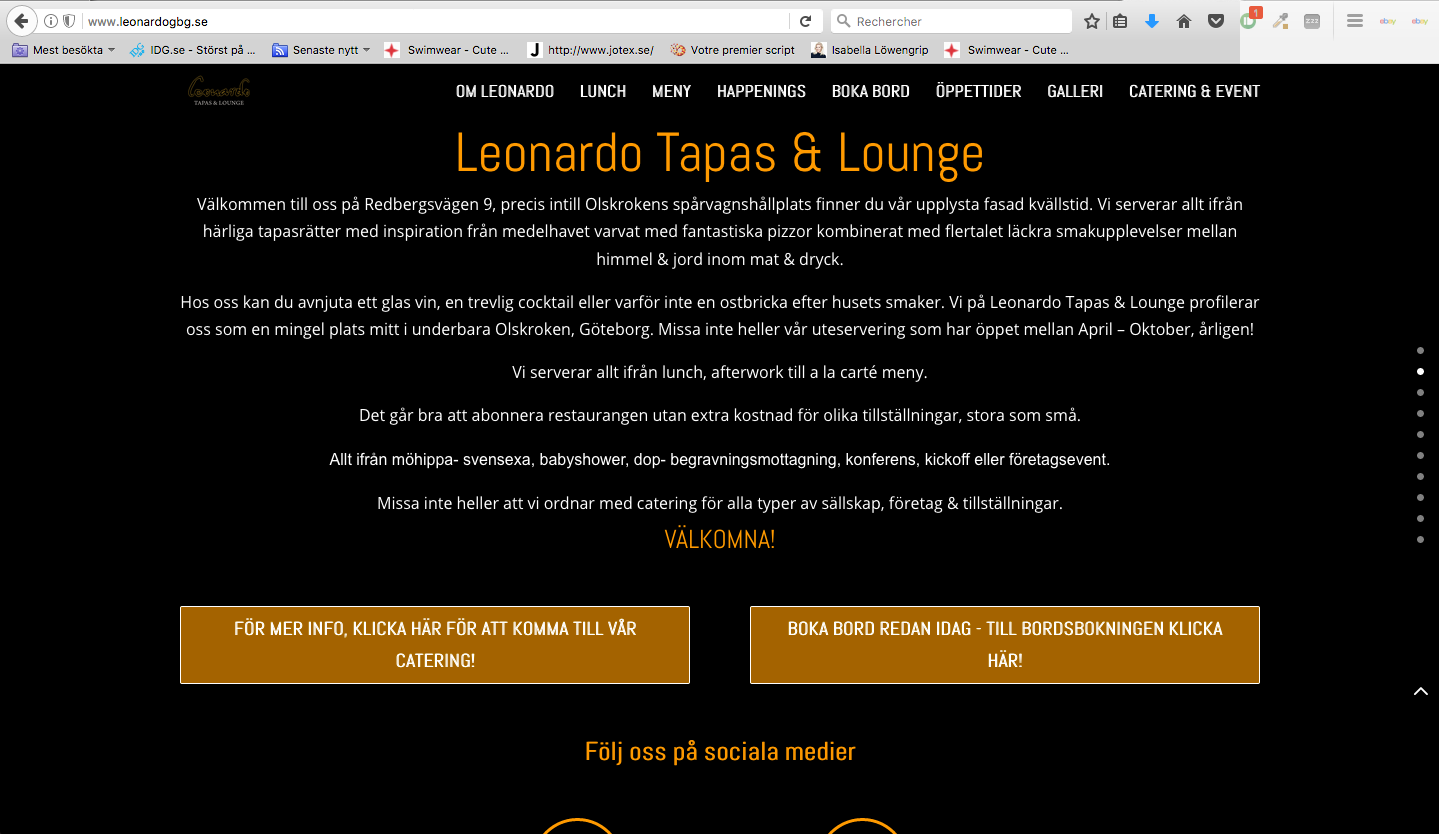 www.leonardogbg.se
Rechercher
1
zzz
ebay
ebay
Mest besökta
IDG.se - Störst på ...
Senaste nytt
Swimwear - Cute ...
J
http://www.jotex.se/
Votre premier script
Isabella Löwengrip
Swimwear - Cute ...
Leonardo
TAPAS & LOUNGE
OM LEONARDO
LUNCH
MENY
HAPPENINGS
BOKA BORD
ÖPPETTIDER
GALLERI
CATERING & EVENT
Leonardo Tapas & Lounge
Välkommen till oss på Redbergsvägen 9, precis intill Olskrokens spårvagnshållplats finner du vår upplysta fasad kvällstid. Vi serverar allt ifrån
härliga tapasrätter med inspiration från medelhavet varvat med fantastiska pizzor kombinerat med flertalet läckra smakupplevelser mellan
himmel & jord inom mat & dryck.
Hos oss kan du avnjuta ett glas vin, en trevlig cocktail eller varför inte en ostbricka efter husets smaker. Vi på Leonardo Tapas & Lounge profilerar
oss som en mingel plats mitt i underbara Olskroken, Göteborg. Missa inte heller vår uteservering som har öppet mellan April – Oktober, årligen!
Vi serverar allt ifrån lunch, afterwork till a la carté meny.
Det går bra att abonnera restaurangen utan extra kostnad för olika tillställningar, stora som små.
Allt ifrån möhippa- svensexa, babyshower, dop- begravningsmottagning, konferens, kickoff eller företagsevent.
Missa inte heller att vi ordnar med catering för alla typer av sällskap, företag & tillställningar.
VÄLKOMNA!
FÖR MER INFO, KLICKA HÄR FÖR ATT KOMMA TILL VÅR
CATERING!
BOKA BORD REDAN IDAG - TILL BORDSBOKNINGEN KLICKA
HÄR!
Följ oss på sociala medier